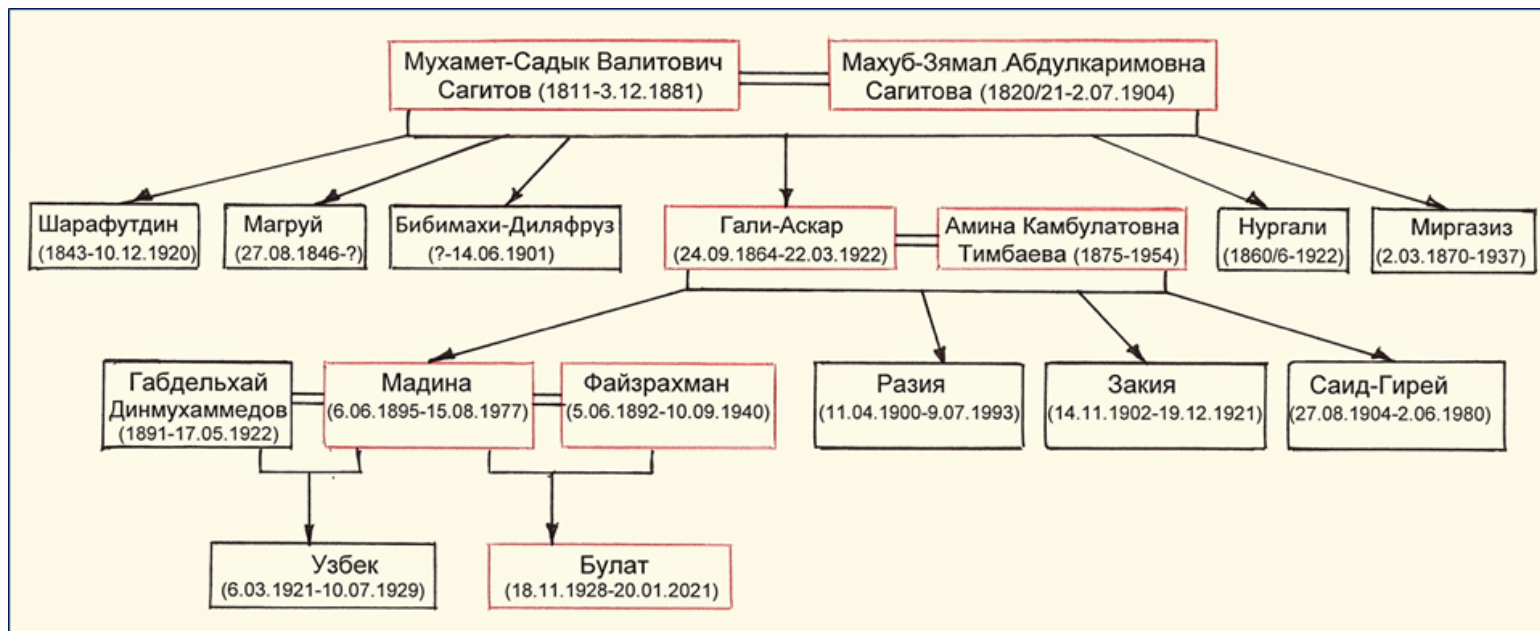 Мухамет-Садык Валитович
Сагитов (1811-3.12.1881)
Махуб-Зямал Абдулкаримовна
Сагитова (1820/21-2.07.1904)
Шарафутдин
(1843-10.12.1920)
Магруй
(27.08.1846-?)
Бибимахи-Диляфруз
(?-14.06.1901)
Гали-Аскар
(24.09.1864-22.03.1922)
Амина Камбулатовна
Тимбаева (1875-1954)
Нургали
(1860/6-1922)
Миргазиз
(2.03.1870-1937)
Габдельхай
Динмухаммедов
(1891-17.05.1922)
Мадина
(6.06.1895-15.08.1977)
Файзрахман
(5.06.1892-10.09.1940)
Разия
(11.04.1900-9.07.1993)
Закия
(14.11.1902-19.12.1921)
Саид-Гирей
(27.08.1904-2.06.1980)
Узбек
(6.03.1921-10.07.1929)
Булат
(18.11.1928-20.01.2021)